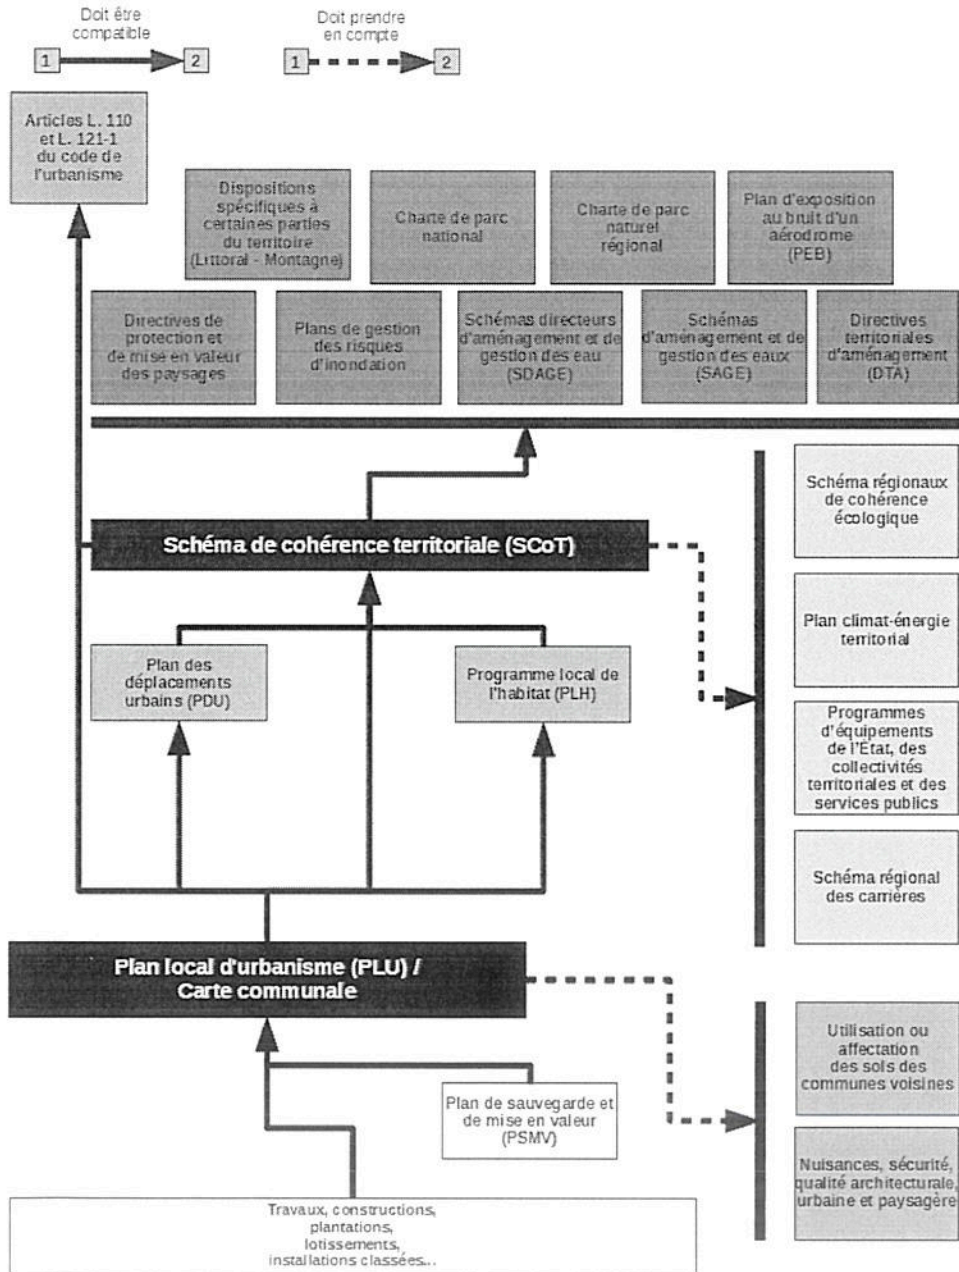 Doit être
compatible
1
2
Doit prendre
en compte
1
2
Articles L. 110
et L. 121-1
du code de
l'urbanisme
Dispositions
spécifiques à
certaines parties
du territoire
(Littoral - Montagne)
Charte de parc
national
Charte de parc
naturel
régional
Plan d'exposition
au bruit d'un
aérodrome
(PEB)
Directives de
protection et
de mise en valeur
des paysages
Plans de gestion
des risques
d'inondation
Schémas directeurs
d'aménagement et de
gestion des eau
(SDAGE)
Schémas
d'aménagement et de
gestion des eaux
(SAGE)
Directives
territoriales
d'aménagement
(DTA)
Schéma régionaux
de cohérence
écologique
Schéma de cohérence territoriale (SCoT)
Plan climat-énergie
territorial
Plan des
déplacements
urbains (PDU)
Programme local de
l'habitat (PLH)
Programmes
d'équipements
de l'État, des
collectivités
territoriales et des
services publics
Schéma régional
des carrières
Plan local d'urbanisme (PLU) /
Carte communale
Utilisation ou
affectation
des sols des
communes voisines
Plan de sauvegarde et
de mise en valeur
(PSMV)
Nuisances, sécurité,
qualité architecturale,
urbaine et paysagère
Travaux, constructions,
plantations,
lotissements,
installations classées...